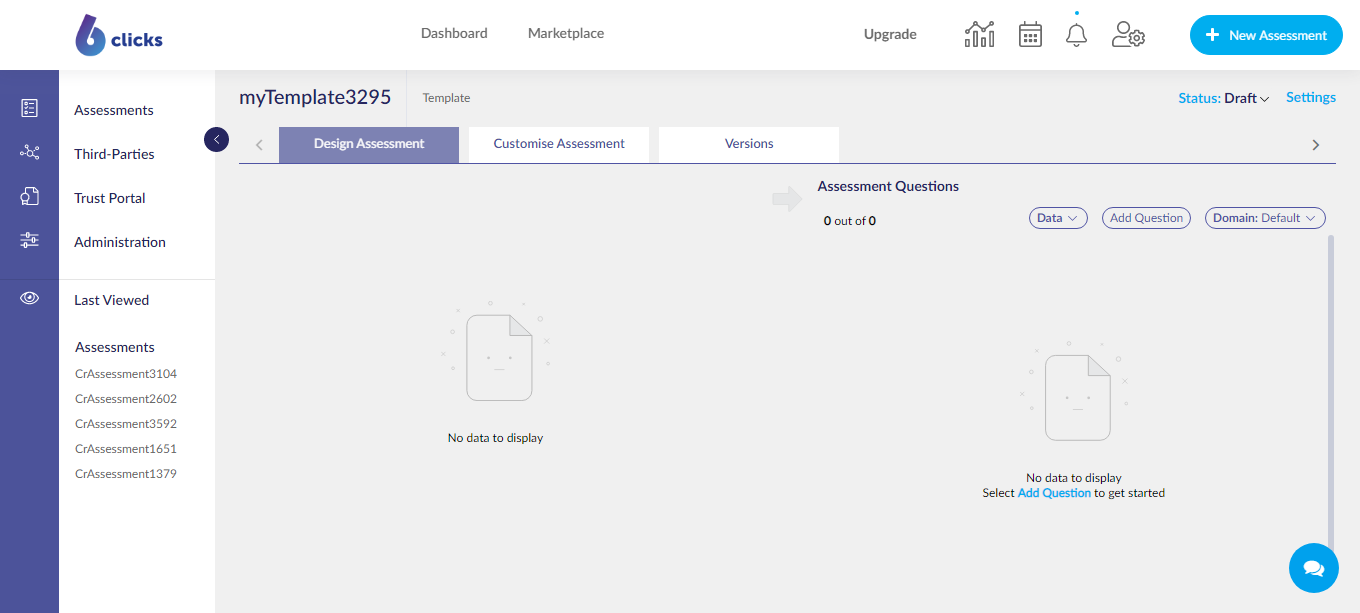 6clicks
Dashboard
Marketplace
Upgrade
New Assessment
Assessments
Third-Parties
Trust Portal
Administration
Last Viewed
Assessments
CrAssessment3104
CrAssessment2602
CrAssessment3592
CrAssessment1651
CrAssessment1379
myTemplate3295
Template
Status: Draft
Settings
Design Assessment
Customise Assessment
Versions
Assessment Questions
0 out of 0
Data
Add Question
Domain: Default
No data to display
No data to display
Select Add Question to get started